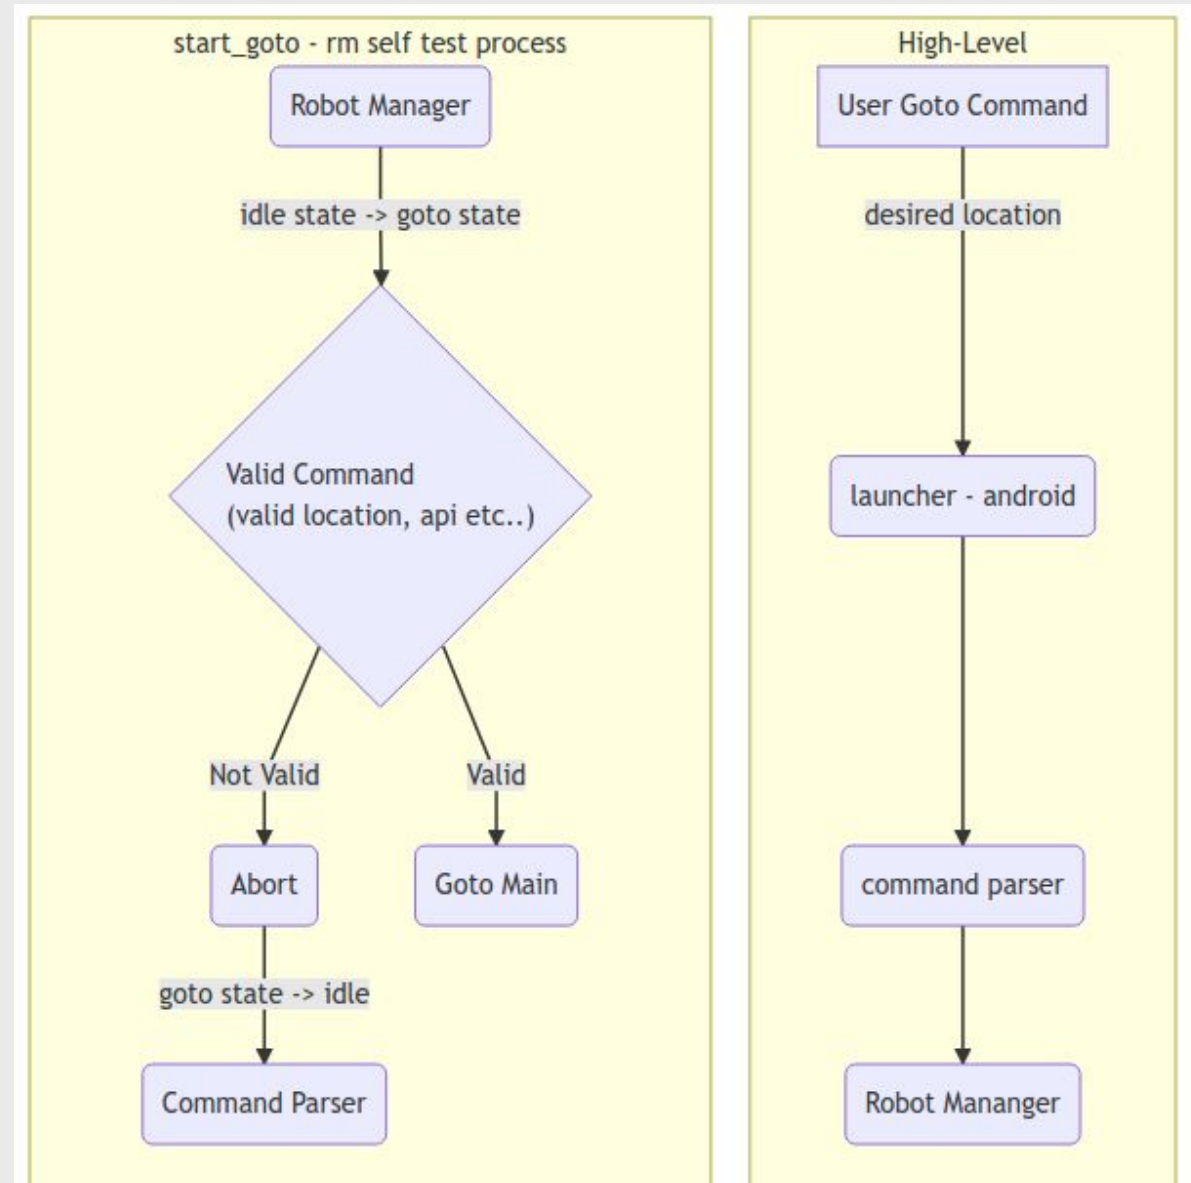 start_goto - rm self test process
Robot Manager
idle state -> goto state
Valid Command
(valid location, api etc..)
Not Valid
Valid
Abort
Goto Main
goto state -> idle
Command Parser
High-Level
User Goto Command
desired location
launcher - android
command parser
Robot Mananger